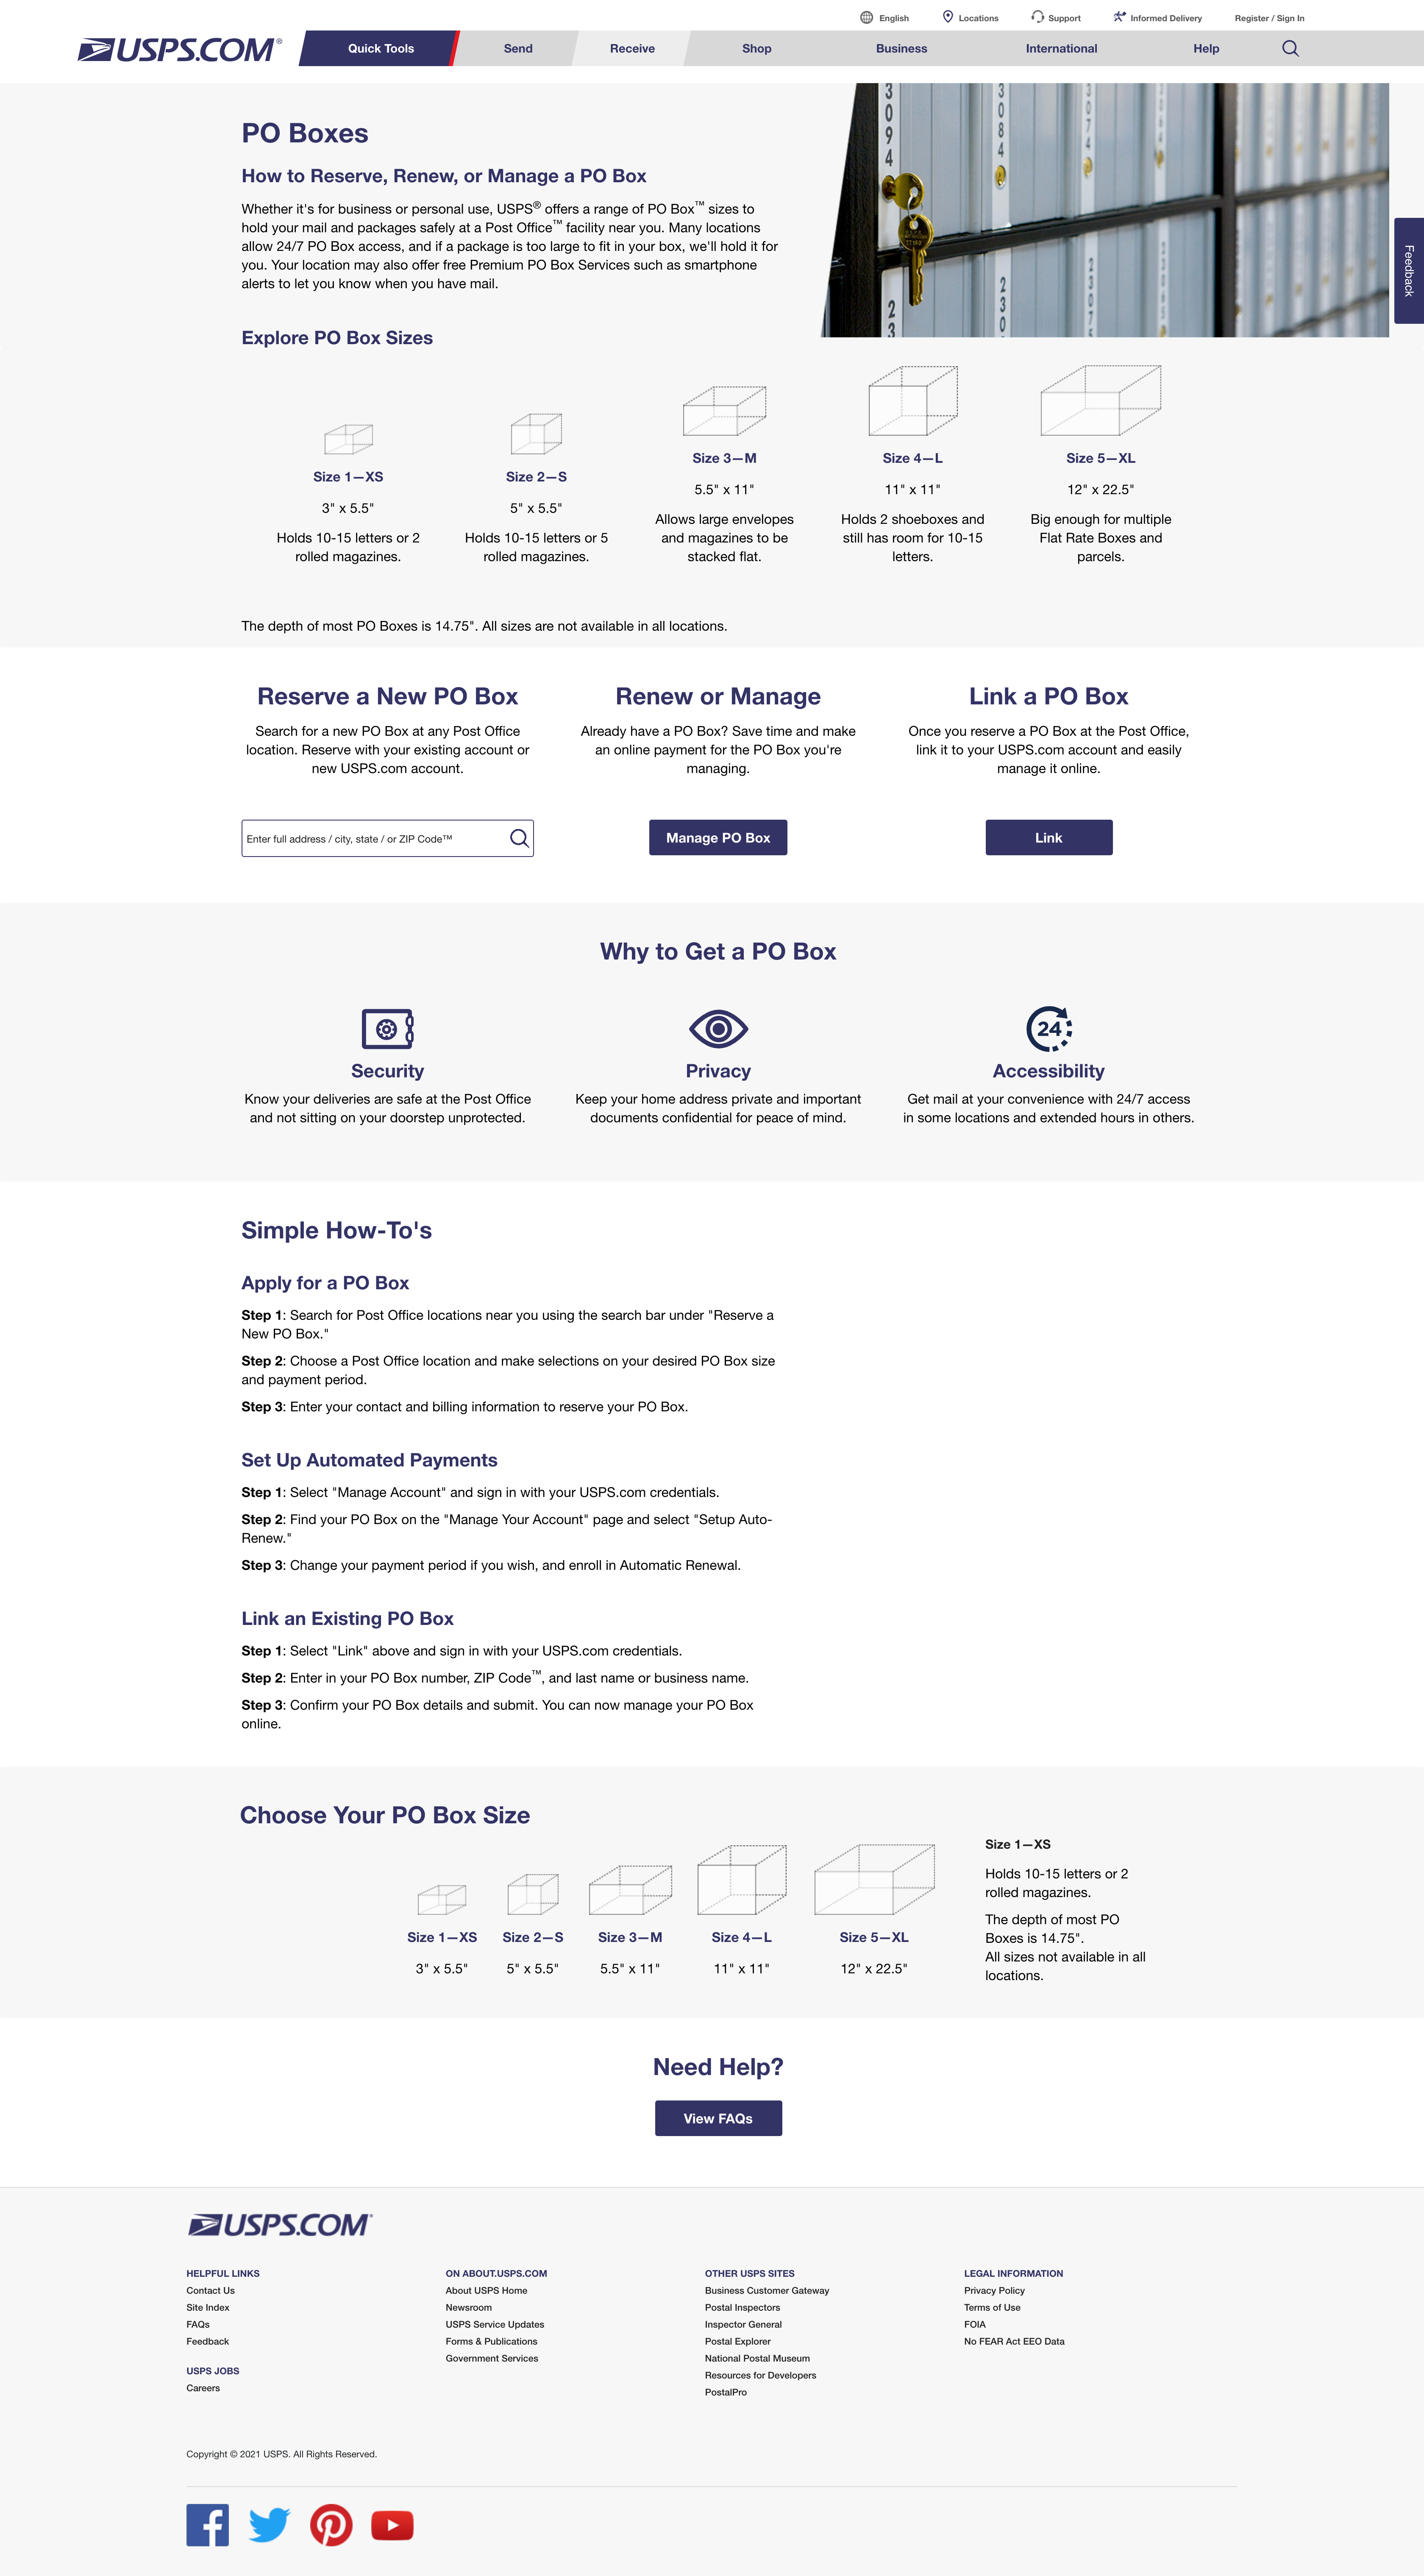 English
Locations
Support
Informed Delivery
Register / Sign In
USPS.COM®
Quick Tools
Send
Receive
Shop
Business
International
Help
PO Boxes
How to Reserve, Renew, or Manage a PO Box
Whether it's for business or personal use, USPS® offers a range of PO Box™ sizes to
hold your mail and packages safely at a Post Office™ facility near you. Many locations
allow 24/7 PO Box access, and if a package is too large to fit in your box, we'll hold it for
you. Your location may also offer free Premium PO Box Services such as smartphone
alerts to let you know when you have mail.
3094
3084
23
230
Feedback
Explore PO Box Sizes
Size 1—XS
3" x 5.5"
Holds 10-15 letters or 2
rolled magazines.
Size 2—S
5" x 5.5"
Holds 10-15 letters or 5
rolled magazines.
Size 3—M
5.5" x 11"
Allows large envelopes
and magazines to be
stacked flat.
Size 4—L
11" x 11"
Holds 2 shoeboxes and
still has room for 10-15
letters.
Size 5—XL
12" x 22.5"
Big enough for multiple
Flat Rate Boxes and
parcels.
The depth of most PO Boxes is 14.75". All sizes are not available in all locations.
Reserve a New PO Box
Search for a new PO Box at any Post Office
location. Reserve with your existing account or
new USPS.com account.
Enter full address / city, state / or ZIP Code™
Renew or Manage
Already have a PO Box? Save time and make
an online payment for the PO Box you're
managing.
Manage PO Box
Link a PO Box
Once you reserve a PO Box at the Post Office,
link it to your USPS.com account and easily
manage it online.
Link
Why to Get a PO Box
Security
Know your deliveries are safe at the Post Office
and not sitting on your doorstep unprotected.
Privacy
Keep your home address private and important
documents confidential for peace of mind.
24
Accessibility
Get mail at your convenience with 24/7 access
in some locations and extended hours in others.
Simple How-To's
Apply for a PO Box
Step 1: Search for Post Office locations near you using the search bar under "Reserve a
New PO Box."
Step 2: Choose a Post Office location and make selections on your desired PO Box size
and payment period.
Step 3: Enter your contact and billing information to reserve your PO Box.
Set Up Automated Payments
Step 1: Select "Manage Account" and sign in with your USPS.com credentials.
Step 2: Find your PO Box on the "Manage Your Account" page and select "Setup Auto-
Renew."
Step 3: Change your payment period if you wish, and enroll in Automatic Renewal.
Link an Existing PO Box
Step 1: Select "Link" above and sign in with your USPS.com credentials.
Step 2: Enter in your PO Box number, ZIP Code™, and last name or business name.
Step 3: Confirm your PO Box details and submit. You can now manage your PO Box
online.
Choose Your PO Box Size
Size 1—XS
3" x 5.5"
Size 2—S
5" x 5.5"
Size 3—M
5.5" x 11"
Size 4—L
11" x 11"
Size 5—XL
12" x 22.5"
Size 1—XS
Holds 10-15 letters or 2
rolled magazines.
The depth of most PO
Boxes is 14.75".
All sizes not available in all
locations.
Need Help?
View FAQs
USPS.COM®
HELPFUL LINKS
Contact Us
Site Index
FAQs
Feedback
USPS JOBS
Careers
ON ABOUT.USPS.COM
About USPS Home
Newsroom
USPS Service Updates
Forms & Publications
Government Services
OTHER USPS SITES
Business Customer Gateway
Postal Inspectors
Inspector General
Postal Explorer
National Postal Museum
Resources for Developers
PostalPro
LEGAL INFORMATION
Privacy Policy
Terms of Use
FOIA
No FEAR Act EEO Data
Copyright © 2021 USPS. All Rights Reserved.